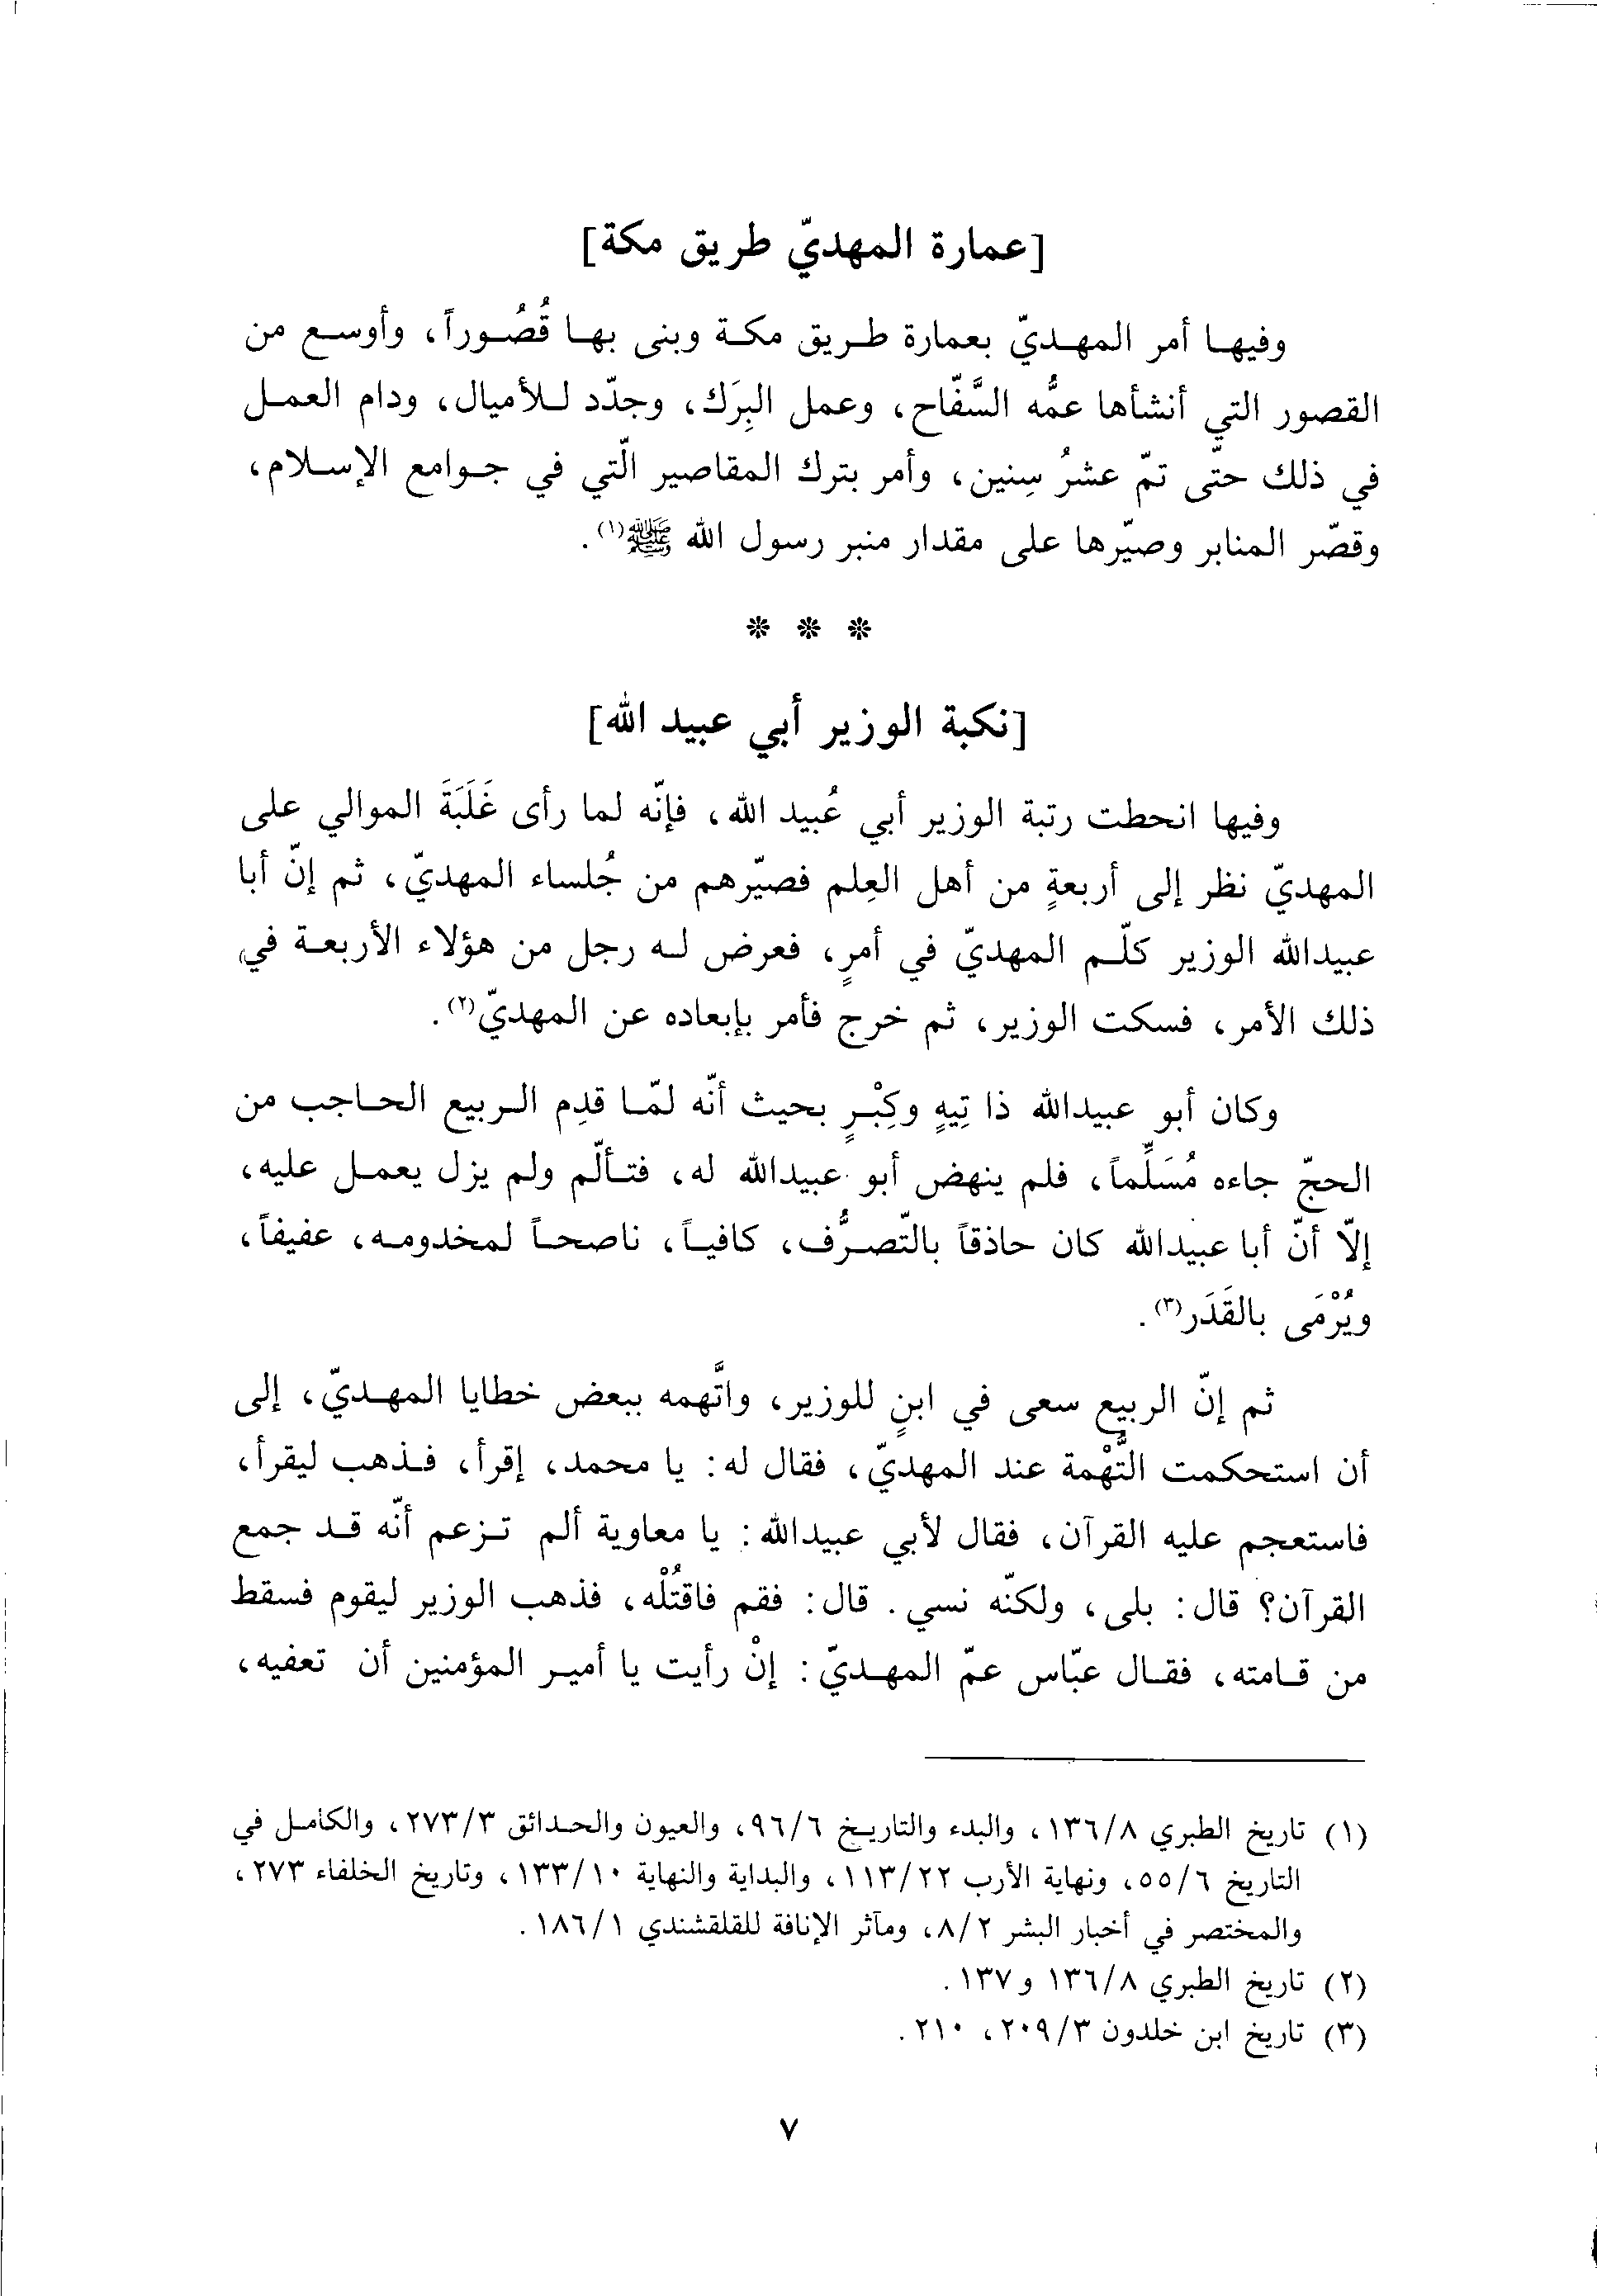 [عمارة المهديّ طريق مكة]
وفيها أمر المهديّ بعمارة طريق مكة وبنى بها قُصُوراً، وأوسع من
القصور التي أنشأها عمُّه السَّفّاح، وعمل البِرَك، وجدّد للأميال، ودام العمل
في ذلك حتّى تمّ عشرُ سِنين، وأمر بترك المقاصير الّتي في جوامع الإسلام،
وقصّر المنابر وصيّرها على مقدار منبر رسول الله ﷺ(١).
* * *
[نكبة الوزير أبي عبيد الله]
وفيها انحطت رتبة الوزير أبي عُبيد الله، فإنّه لما رأى غَلَبَةَ الموالي على
المهديّ نظر إلى أربعةٍ من أهل العِلم فصيّرهم من جُلساء المهديّ، ثم إنّ أبا
عبيدالله الوزير كلّم المهديّ في أمرٍ، فعرض له رجل من هؤلاء الأربعة في
ذلك الأمر، فسكت الوزير، ثم خرج فأمر بإبعاده عن المهديّ(٢).
وكان أبو عبيدالله ذا تِيهٍ وكِبْرٍ بحيث أنّه لمّا قدِم الربيع الحاجب من
الحجّ جاءه مُسَلِّماً، فلم ينهض أبو عبيدالله له، فتألّم ولم يزل يعمل عليه،
إلّا أنّ أبا عبيدالله كان حاذقاً بالتّصرُّف، كافياً، ناصحاً لمخدومه، عفيفاً،
ويُرْمَى بالقَدَر(٣).
ثم إنّ الربيع سعى في ابنٍ للوزير، واتَّهمه ببعض خطايا المهديّ، إلى
أن استحكمت التُّهْمة عند المهديّ، فقال له: يا محمد، إقرأ، فذهب ليقرأ،
فاستعجم عليه القرآن، فقال لأبي عبيدالله: يا معاوية ألم تزعم أنّه قد جمع
القرآن؟ قال: بلى، ولكنّه نسي. قال: فقم فاقتُلْه، فذهب الوزير ليقوم فسقط
من قامته، فقال عبّاس عمّ المهديّ: إنْ رأيت يا أمير المؤمنين أن تعفيه،
(١) تاريخ الطبري ١٣٦/٨، والبدء والتاريخ ٩٦/٦، والعيون والحدائق ٢٧٣/٣، والكامل في
التاريخ ٥٥/٦، ونهاية الأرب ١١٣/٢٢، والبداية والنهاية ١٣٣/١٠، وتاريخ الخلفاء ٢٧٣،
والمختصر في أخبار البشر ٨/٢، ومآثر الإنافة للقلقشندي ١٨٦/١.
(٢) تاريخ الطبري ١٣٦/٨ و١٣٧.
(٣) تاريخ ابن خلدون ٢٠٩/٣، ٢١٠.
٧